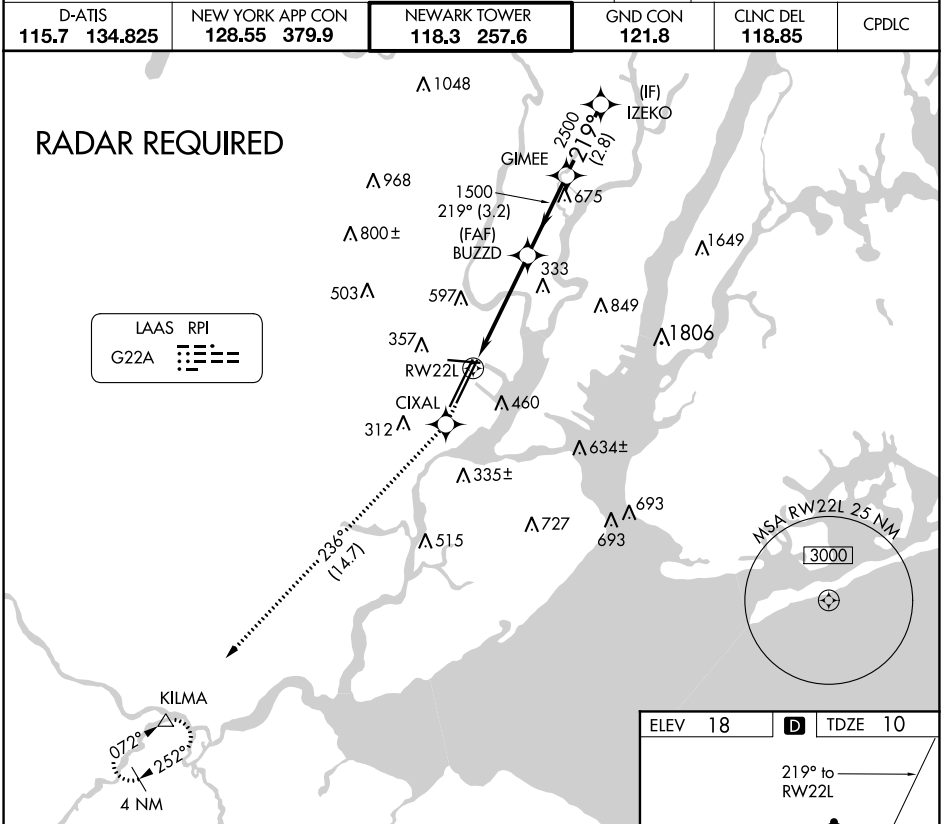 D-ATIS
115.7 134.825
NEW YORK APP CON
128.55 379.9
NEWARK TOWER
118.3 257.6
GND CON
121.8
CLNC DEL
118.85
CPDLC
RADAR REQUIRED
1048
(IF)
IZEKO
2500
219°
(2.8)
GIMEE
968
1500
219° (3.2)
675
800±
(FAF)
BUZZD
1649
333
503
597
849
LAAS RPI
G22A
357
1806
RW22L
CIXAL
460
312
634±
335±
693
727
693
515
236°
(14.7)
MSA RW22L 25 NM
3000
KILMA
072°
252°
4 NM
ELEV 18
D
TDZE 10
219° to
RW22L